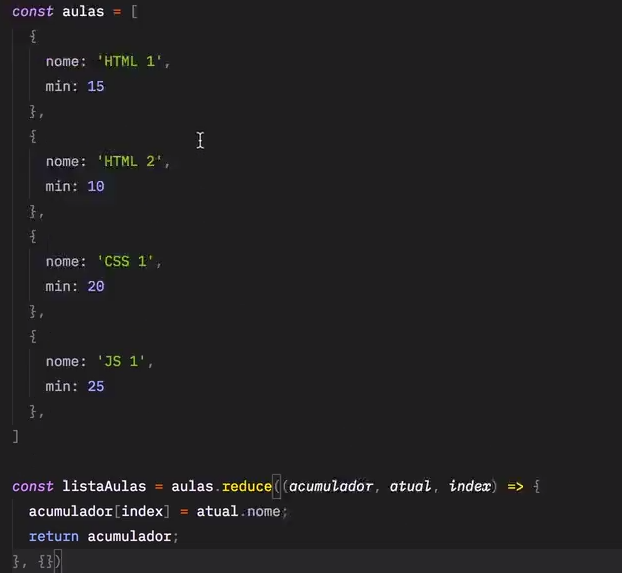 const aulas = [
{
nome: 'HTML 1',
min: 15
},
{
nome: 'HTML 2',
min: 10
},
{
nome: 'CSS 1',
min: 20
},
{
nome: 'JS 1',
min: 25
},
]
const listaAulas = aulas.reduce((acumulador, atual, index) => {
acumulador[index] = atual.nome;
return acumulador;
}, {})